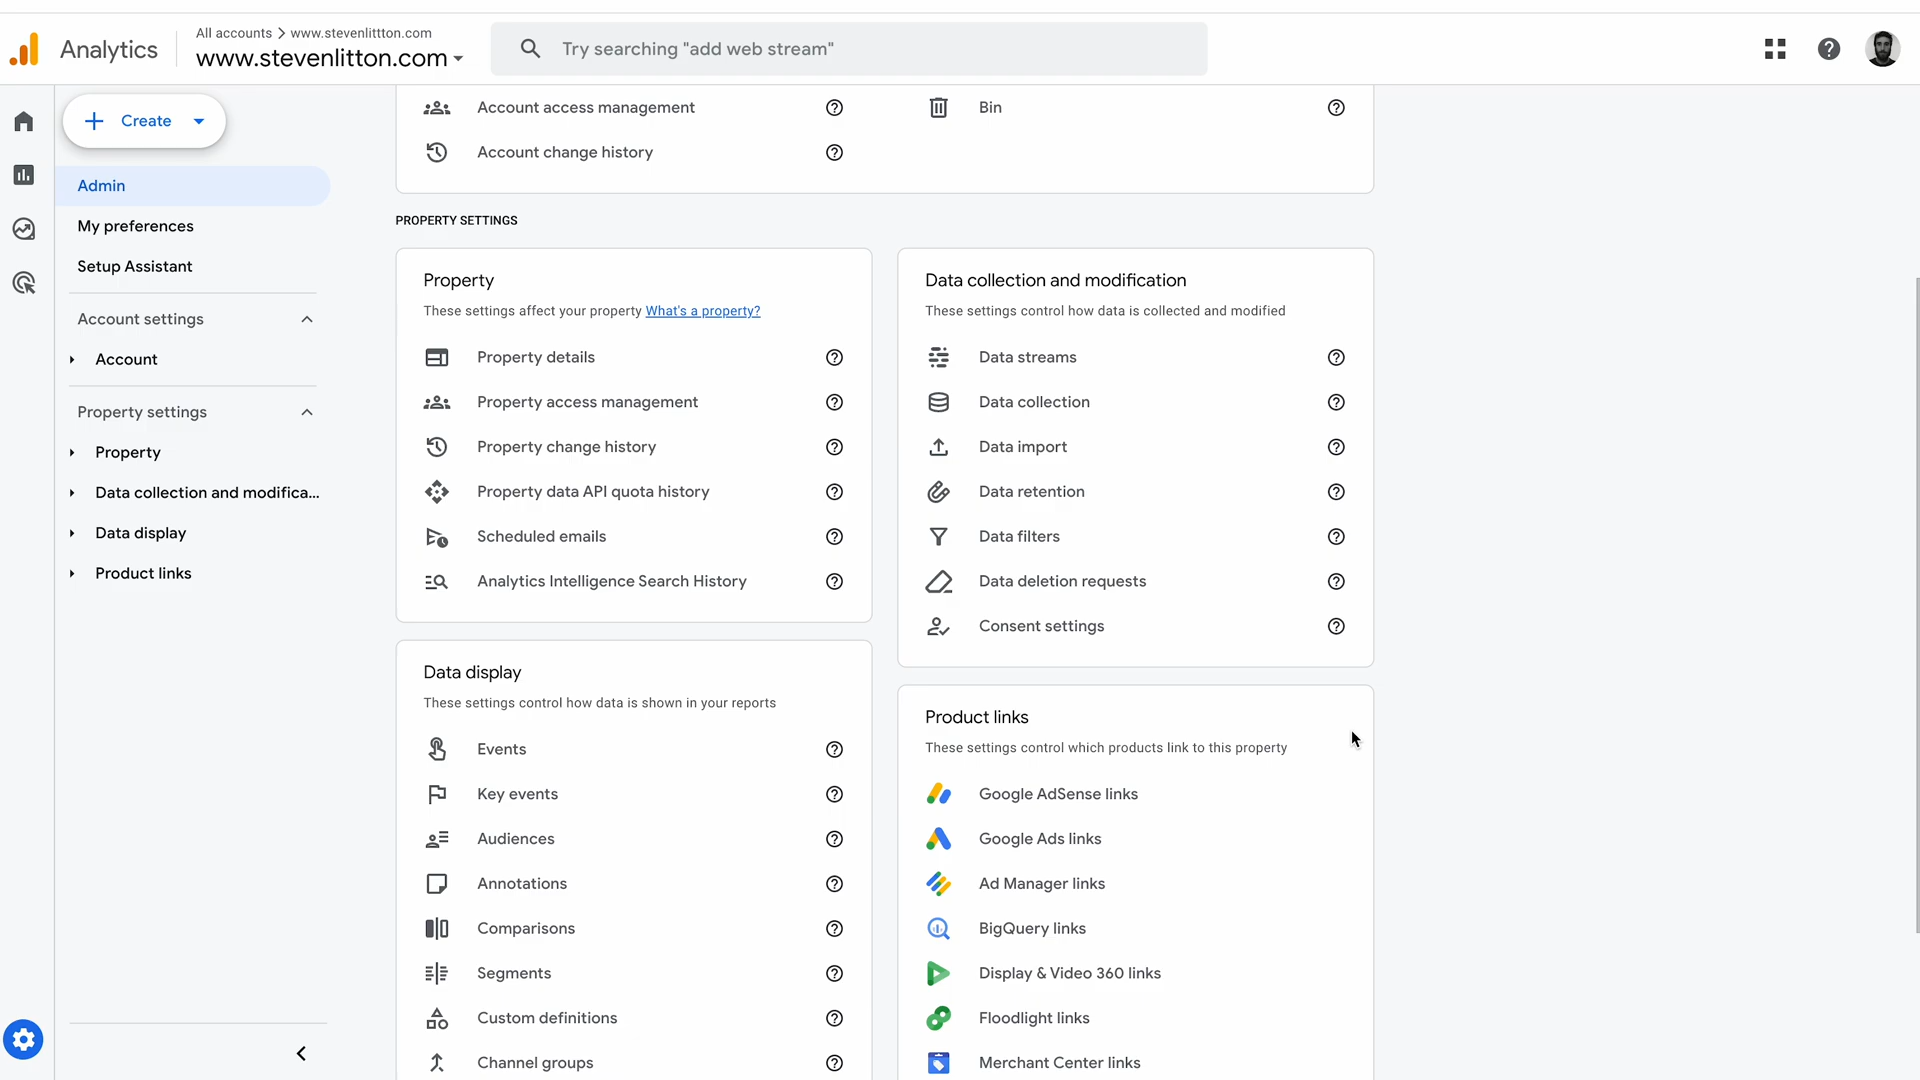 Analytics
All accounts > www.stevenlittton.com
www.stevenlitton.com
Try searching "add web stream"
Create
Admin
My preferences
Setup Assistant
Account settings
Account
Property settings
Property
Data collection and modifica...
Data display
Product links
Account access management
Account change history
Bin
PROPERTY SETTINGS
Property
These settings affect your property What's a property?
Property details
Property access management
Property change history
Property data API quota history
Scheduled emails
Analytics Intelligence Search History
Data collection and modification
These settings control how data is collected and modified
Data streams
Data collection
Data import
Data retention
Data filters
Data deletion requests
Consent settings
Data display
These settings control how data is shown in your reports
Events
Key events
Audiences
Annotations
Comparisons
Segments
Custom definitions
Channel groups
Product links
These settings control which products link to this property
Google AdSense links
Google Ads links
Ad Manager links
BigQuery links
Display & Video 360 links
Floodlight links
Merchant Center links